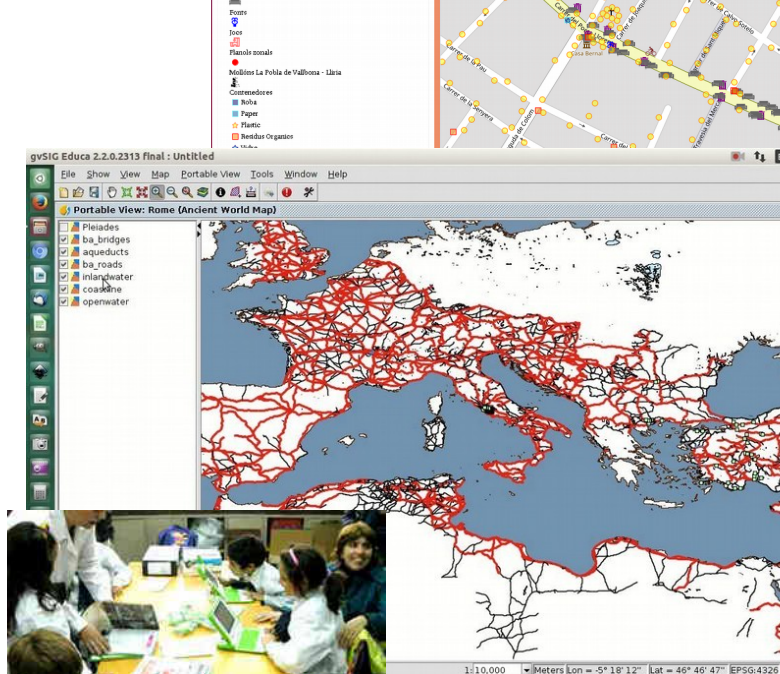 Fonts
Jocs
Planols zonals
Mollóns La Pobla de Vallbona - Lliria
Contenedores
Roba
Paper
Plastic
Residus Organics
Carrer de la Pau
Carrer de la Senyera
Casa Bernal
gvSIG Educa 2.2.0.2313 final : Untitled
File Show View Map Portable View Tools Window Help
Portable View: Rome {Ancient World Map}
Pleiades
ba_bridges
aqueducts
ba_roads
inlandwater
openwater
1: 10,000 Meters Lon = -5° 18' 12'' Lat = 46° 46' 47'' EPSG:4326